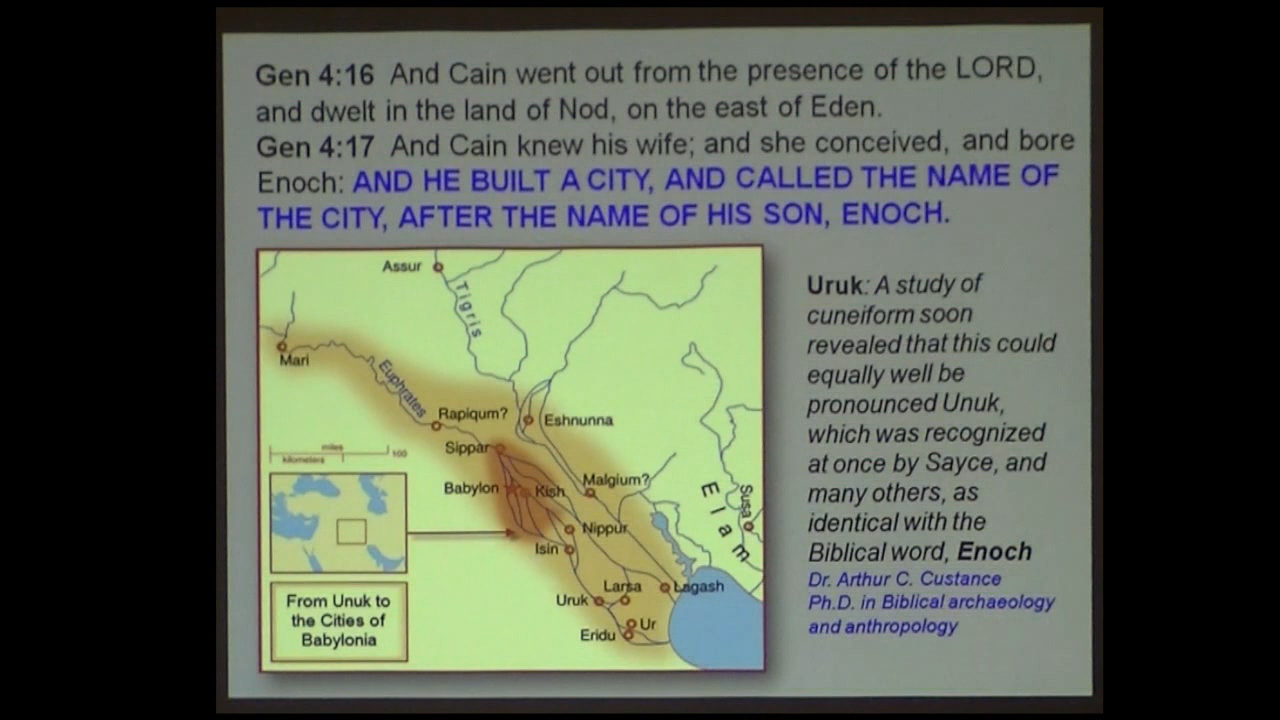 Gen 4:16 And Cain went out from the presence of the LORD,
and dwelt in the land of Nod, on the east of Eden.
Gen 4:17 And Cain knew his wife; and she conceived, and bore
Enoch: AND HE BUILT A CITY, AND CALLED THE NAME OF
THE CITY, AFTER THE NAME OF HIS SON, ENOCH.
Assur
Tigris
Mari
Euphrates
Rapiqum?
Eshnunna
Sippar
miles
kilometers
100
Babylon
Kish
Malgium?
Elam
Susa
Nippur
Isin
Larsa
Lagash
Uruk
Ur
Eridu
From Unuk to
the Cities of
Babylonia
Uruk: A study of
cuneiform soon
revealed that this could
equally well be
pronounced Unuk,
which was recognized
at once by Sayce, and
many others, as
identical with the
Biblical word, Enoch
Dr. Arthur C. Custance
Ph.D. in Biblical archaeology
and anthropology